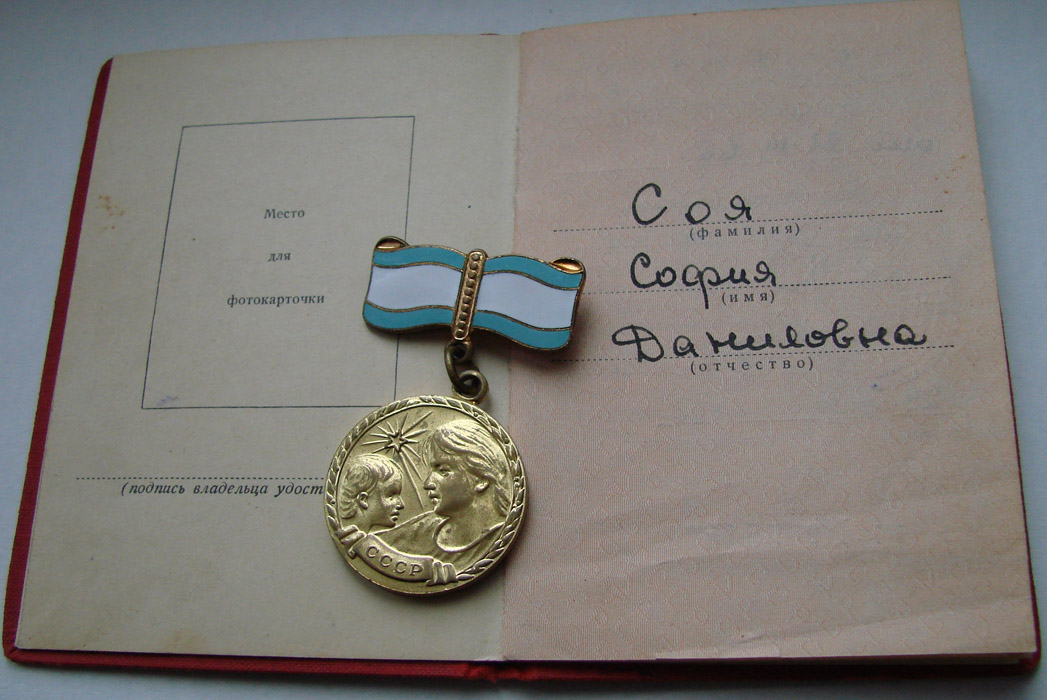 Место
для
фотокарточки
(подпись владельца удост
СССР
Соя
(фамилия)
София
(имя)
Даниловна
(отчество)